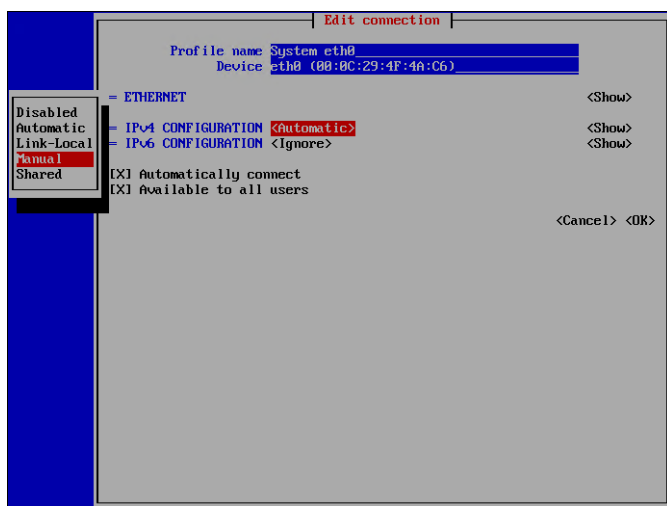 Edit connection
Profile name System eth0
Device eth0 (00:0C:29:4F:4A:C6)
= ETHERNET <Show>
Disabled
Automatic
Link-Local
Manual
Shared
= IPv4 CONFIGURATION <Automatic> <Show>
= IPv6 CONFIGURATION <Ignore> <Show>
[X] Automatically connect
[X] Available to all users
<Cancel> <OK>